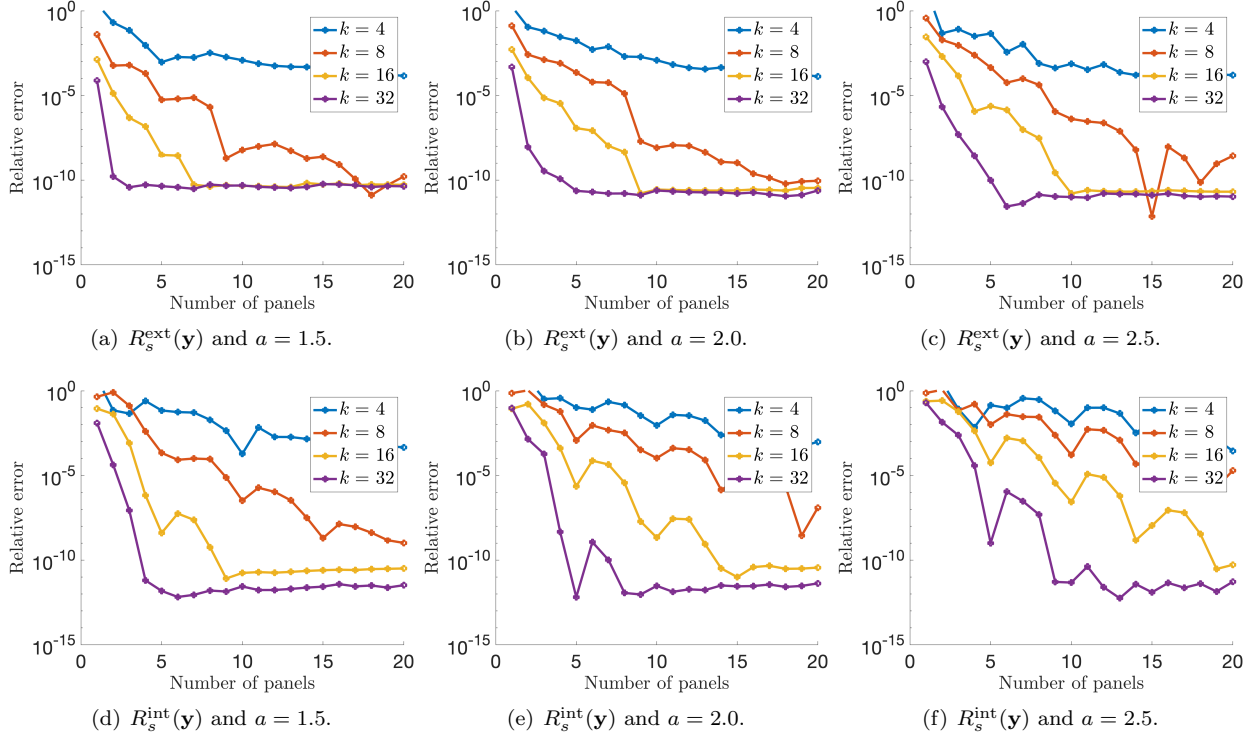 10^0
10^-5
10^-10
10^-15
Relative error
0 5 10 15 20
Number of panels
k = 4
k = 8
k = 16
k = 32
(a) R_s^ext(y) and a = 1.5.
10^0
10^-5
10^-10
10^-15
Relative error
0 5 10 15 20
Number of panels
k = 4
k = 8
k = 16
k = 32
(b) R_s^ext(y) and a = 2.0.
10^0
10^-5
10^-10
10^-15
Relative error
0 5 10 15 20
Number of panels
k = 4
k = 8
k = 16
k = 32
(c) R_s^ext(y) and a = 2.5.
10^0
10^-5
10^-10
10^-15
Relative error
0 5 10 15 20
Number of panels
k = 4
k = 8
k = 16
k = 32
(d) R_s^int(y) and a = 1.5.
10^0
10^-5
10^-10
10^-15
Relative error
0 5 10 15 20
Number of panels
k = 4
k = 8
k = 16
k = 32
(e) R_s^int(y) and a = 2.0.
10^0
10^-5
10^-10
10^-15
Relative error
0 5 10 15 20
Number of panels
k = 4
k = 8
k = 16
k = 32
(f) R_s^int(y) and a = 2.5.